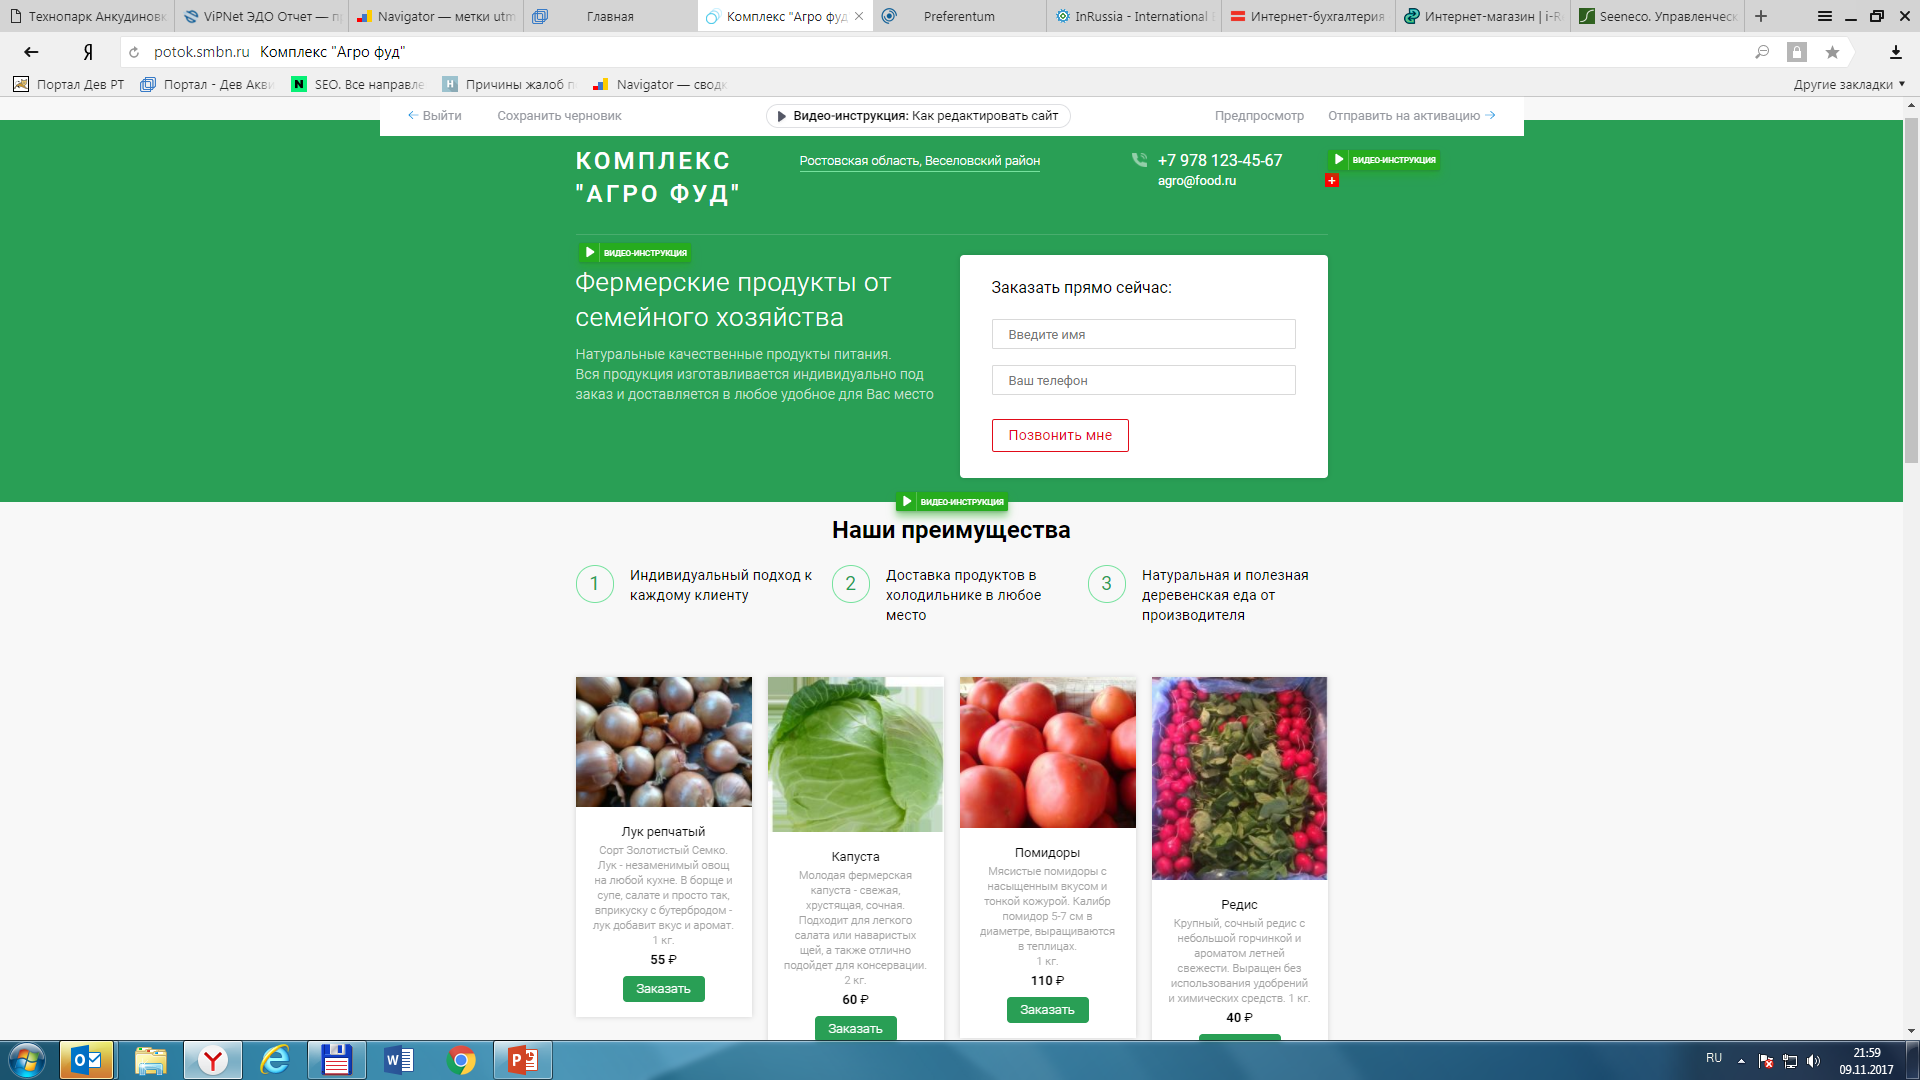 Технопарк Анкудиновк
ViPNet ЭДО Отчет — п
Navigator — метки utm
Главная
Комплекс "Агро фуд
Preferentum
InRussia - International
Интернет-бухгалтерия
Интернет-магазин | i-R
Seeneco. Управленческ
potok.smbn.ru Комплекс "Агро фуд"
Портал Дев РТ
Портал - Дев Акви
SEO. Все направле
Причины жалоб п
Navigator — сводк
Другие закладки
Выйти
Сохранить черновик
Видео-инструкция: Как редактировать сайт
Предпросмотр
Отправить на активацию
КОМПЛЕКС
"АГРО ФУД"
Ростовская область, Веселовский район
+7 978 123-45-67
agro@food.ru
ВИДЕО-ИНСТРУКЦИЯ
ВИДЕО-ИНСТРУКЦИЯ
Фермерские продукты от
семейного хозяйства
Натуральные качественные продукты питания.
Вся продукция изготавливается индивидуально под
заказ и доставляется в любое удобное для Вас место
Заказать прямо сейчас:
Введите имя
Ваш телефон
Позвонить мне
ВИДЕО-ИНСТРУКЦИЯ
Наши преимущества
1
Индивидуальный подход к
каждому клиенту
2
Доставка продуктов в
холодильнике в любое
место
3
Натуральная и полезная
деревенская еда от
производителя
Лук репчатый
Сорт Золотистый Семко.
Лук - незаменимый овощ
на любой кухне. В борще и
супе, салате и просто так,
вприкуску с бутербродом -
лук добавит вкус и аромат.
1 кг.
55 ₽
Заказать
Капуста
Молодая фермерская
капуста - свежая,
хрустящая, сочная.
Подходит для легкого
салата или наваристых
щей, а также отлично
подойдет для консервации.
2 кг.
60 ₽
Заказать
Помидоры
Мясистые помидоры с
насыщенным вкусом и
тонкой кожурой. Калибр
помидор 5-7 см в
диаметре, выращиваются
в теплицах.
1 кг.
110 ₽
Заказать
Редис
Крупный, сочный редис с
небольшой горчинкой и
ароматом летней
свежести. Выращен без
использования удобрений
и химических средств. 1 кг.
40 ₽
RU
21:59
09.11.2017